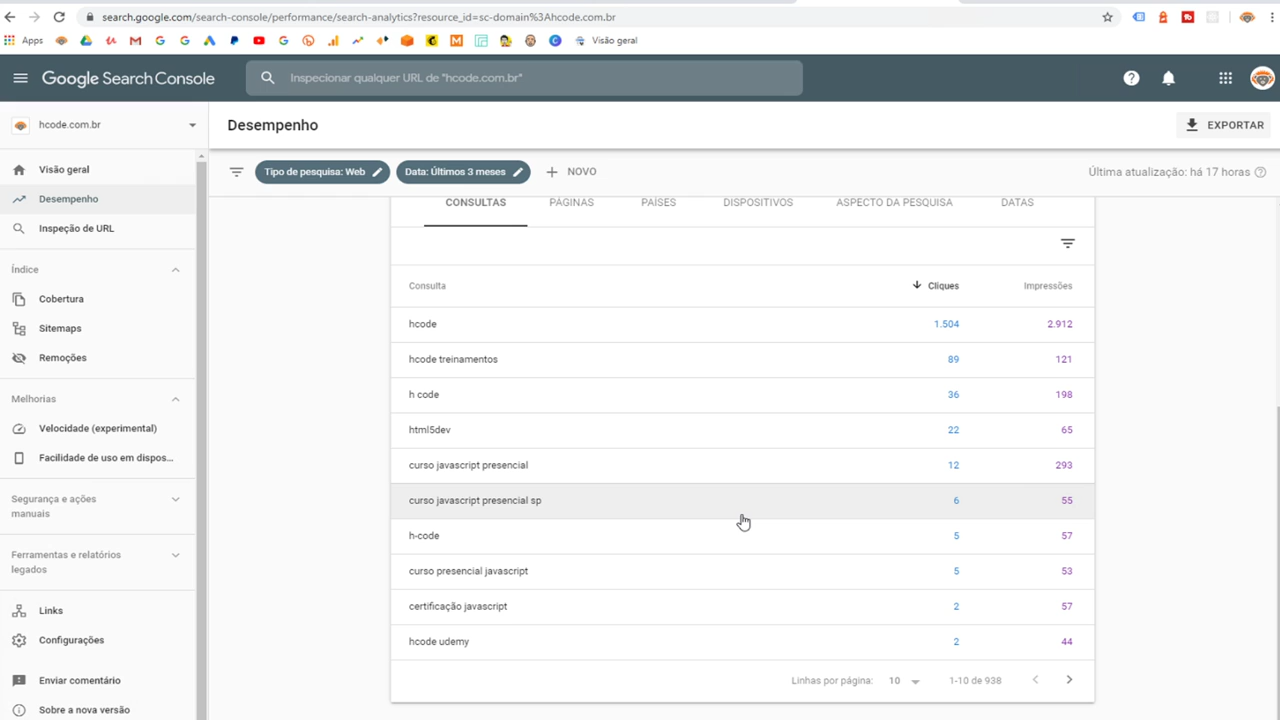 search.google.com/search-console/performance/search-analytics?resource_id=sc-domain%3Ahcode.com.br
Apps
Visão geral
Google Search Console
Inspecionar qualquer URL de "hcode.com.br"
hcode.com.br
Desempenho
EXPORTAR
Visão geral
Desempenho
Inspeção de URL
Índice
Cobertura
Sitemaps
Remoções
Melhorias
Velocidade (experimental)
Facilidade de uso em dispos...
Segurança e ações
manuais
Ferramentas e relatórios
legados
Links
Configurações
Enviar comentário
Sobre a nova versão
Tipo de pesquisa: Web
Data: Últimos 3 meses
NOVO
Última atualização: há 17 horas
CONSULTAS PÁGINAS PAÍSES DISPOSITIVOS ASPECTO DA PESQUISA DATAS
Consulta Cliques Impressões
hcode 1.504 2.912
hcode treinamentos 89 121
h code 36 198
html5dev 22 65
curso javascript presencial 12 293
curso javascript presencial sp 6 55
h-code 5 57
curso presencial javascript 5 53
certificação javascript 2 57
hcode udemy 2 44
Linhas por página: 10 1-10 de 938